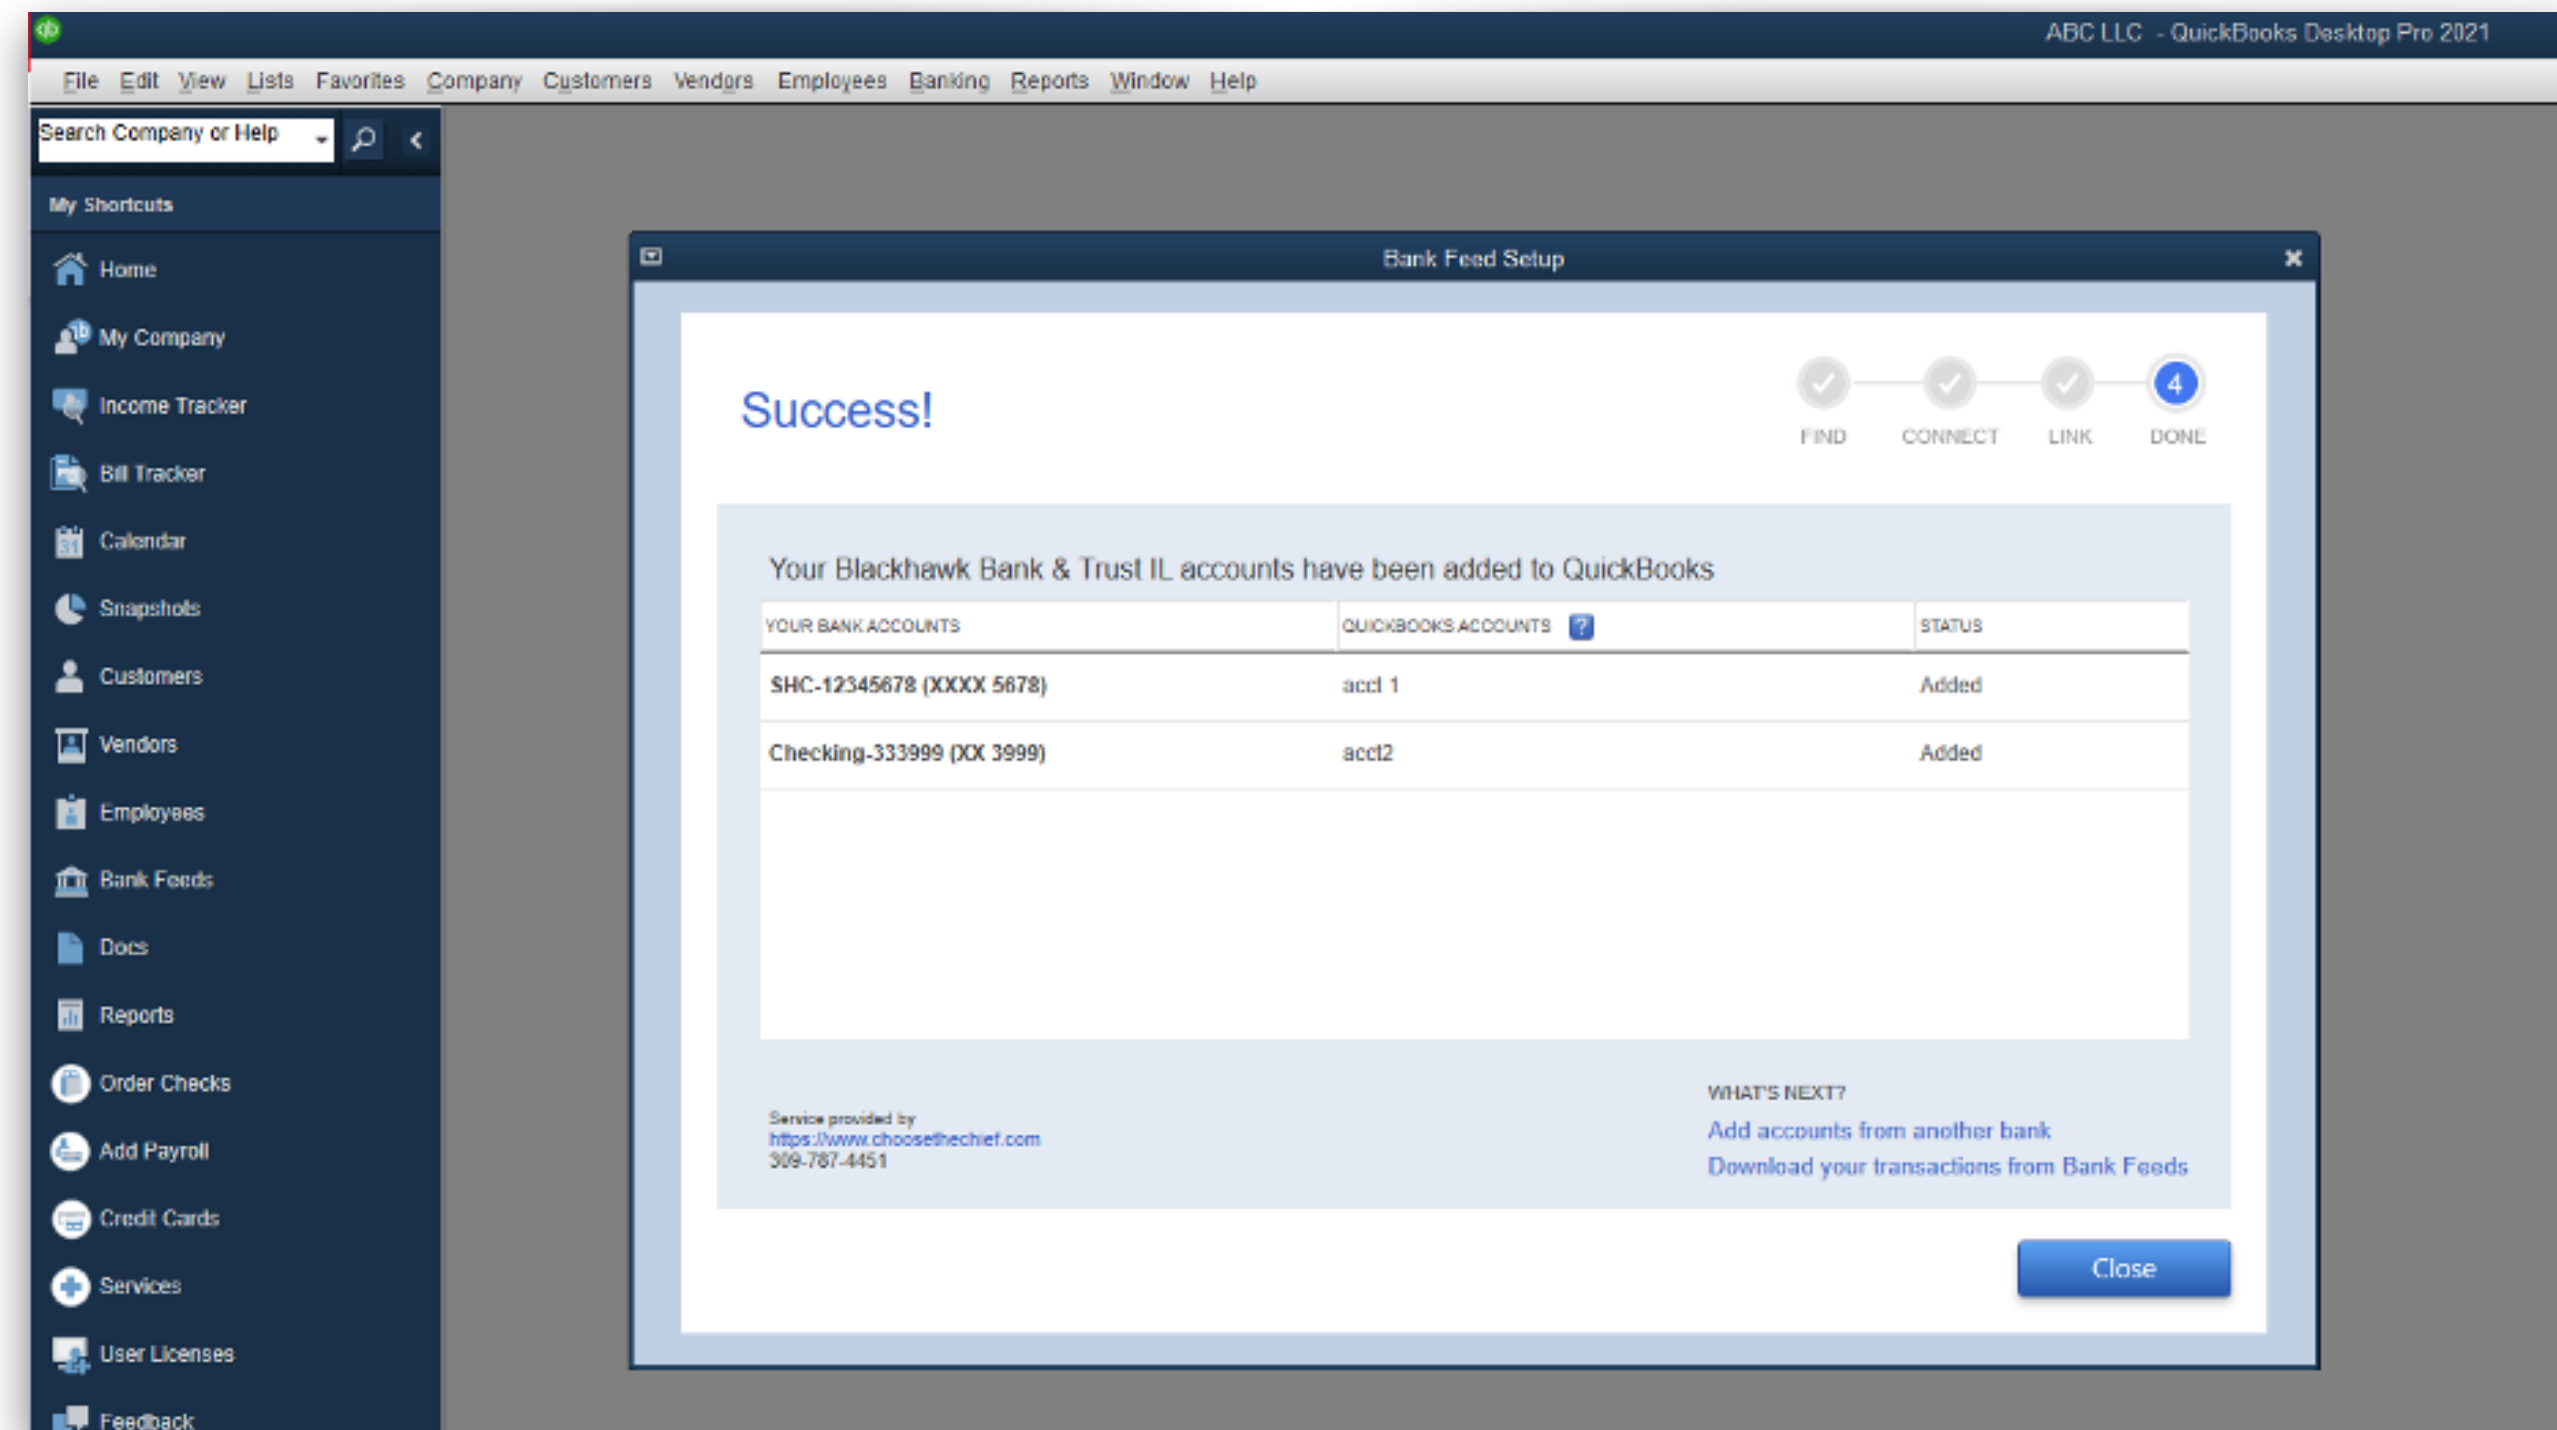 qb
ABC LLC - QuickBooks Desktop Pro 2021
File Edit View Lists Favorites Company Customers Vendors Employees Banking Reports Window Help
Search Company or Help
My Shortcuts
Home
My Company
Income Tracker
Bill Tracker
31
Calendar
Snapshots
Customers
Vendors
Employees
Bank Feeds
Docs
Reports
Order Checks
Add Payroll
Credit Cards
Services
User Licenses
Feedback
Bank Feed Setup
Success!
4
FIND CONNECT LINK DONE
Your Blackhawk Bank & Trust IL accounts have been added to QuickBooks
YOUR BANK ACCOUNTS QUICKBOOKS ACCOUNTS ? STATUS
SHC-12345678 (XXXX 5678) acct 1 Added
Checking-333999 (XX 3999) acct2 Added
Service provided by
https://www.choosethechief.com
309-787-4451
WHAT'S NEXT?
Add accounts from another bank
Download your transactions from Bank Feeds
Close